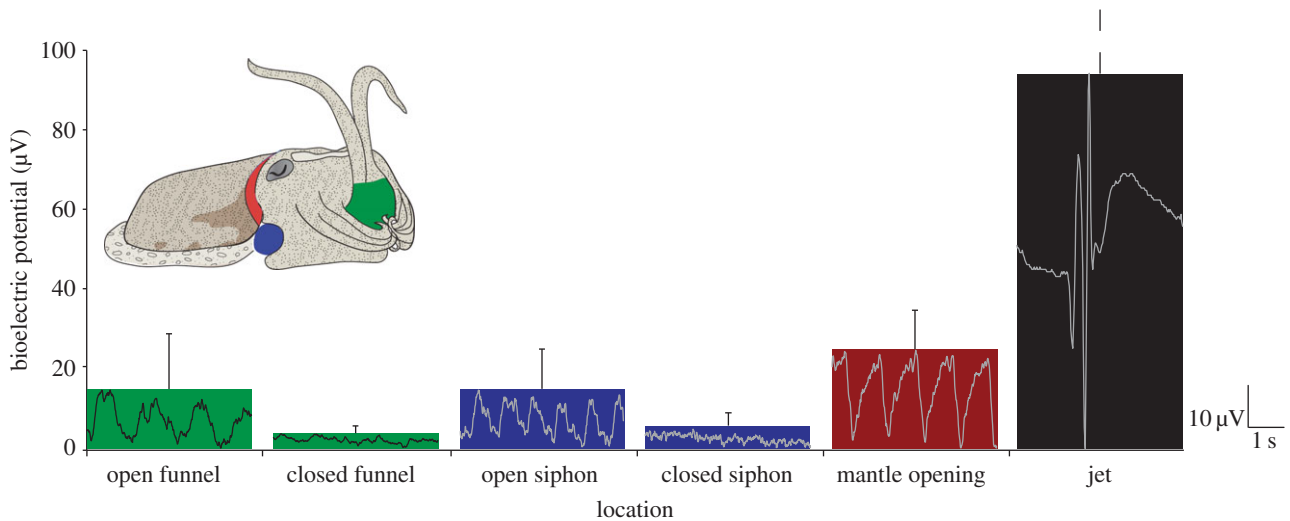 100
80
60
40
20
0
bioelectric potential (µV)
open funnel closed funnel open siphon closed siphon mantle opening jet
location
10 µV
1 s